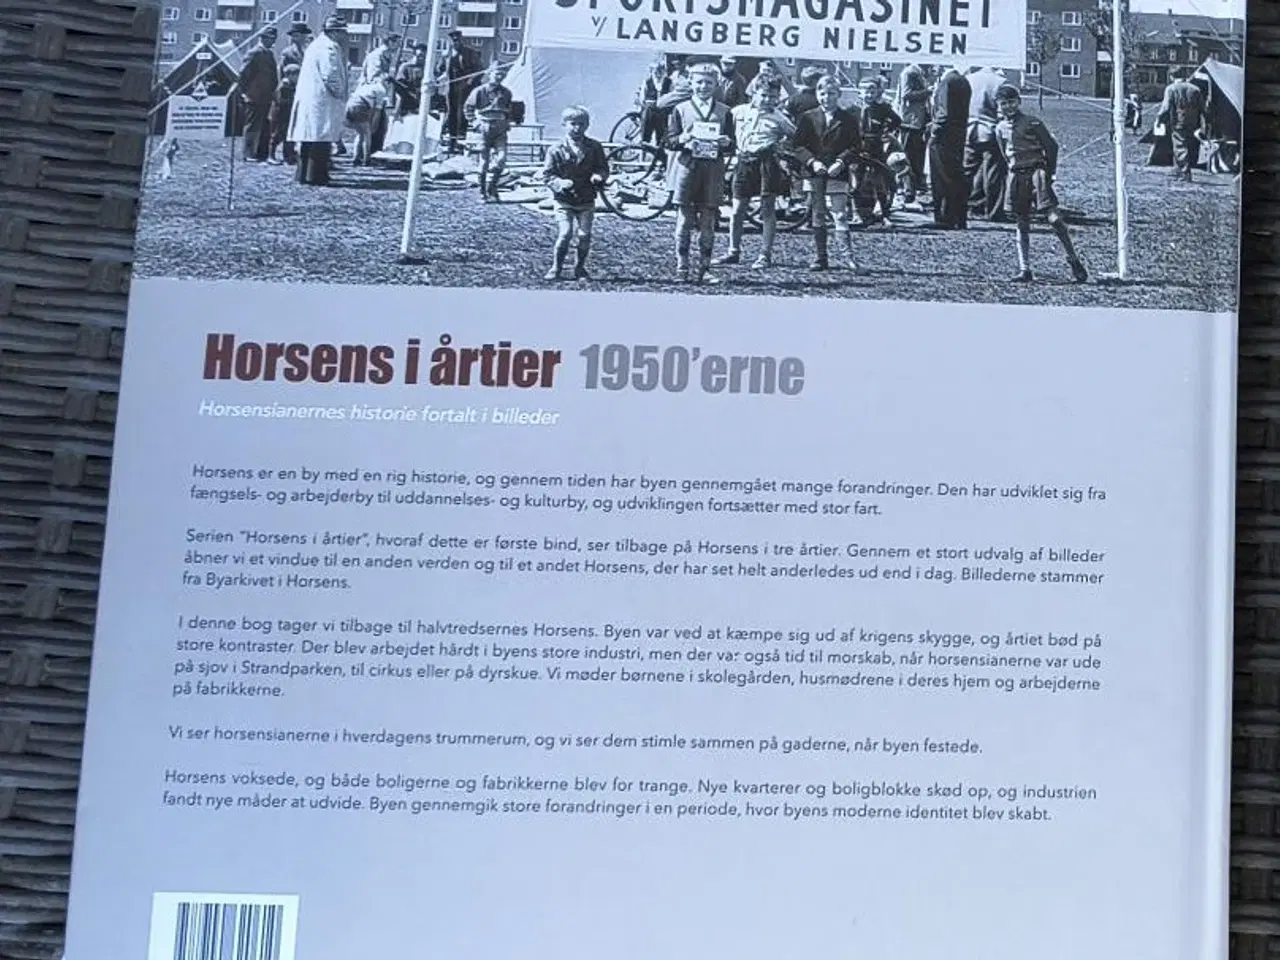 SPORTSMAGASINET
V/ LANGBERG NIELSEN
Horsens i årtier 1950'erne
Horsensianernes historie fortalt i billeder
Horsens er en by med en rig historie, og gennem tiden har byen gennemgået mange forandringer. Den har udviklet sig fra
fængsels- og arbejderby til uddannelses- og kulturby, og udviklingen fortsætter med stor fart.
Serien "Horsens i årtier", hvoraf dette er første bind, ser tilbage på Horsens i tre årtier. Gennem et stort udvalg af billeder
åbner vi et vindue til en anden verden og til et andet Horsens, der har set helt anderledes ud end i dag. Billederne stammer
fra Byarkivet i Horsens.
I denne bog tager vi tilbage til halvtredsernes Horsens. Byen var ved at kæmpe sig ud af krigens skygge, og årtiet bød på
store kontraster. Der blev arbejdet hårdt i byens store industri, men der var også tid til morskab, når horsensianerne var ude
på sjov i Strandparken, til cirkus eller på dyrskue. Vi møder børnene i skolegården, husmødrene i deres hjem og arbejderne
på fabrikkerne.
Vi ser horsensianerne i hverdagens trummerum, og vi ser dem stimle sammen på gaderne, når byen festede.
Horsens voksede, og både boligerne og fabrikkerne blev for trange. Nye kvarterer og boligblokke skød op, og industrien
fandt nye måder at udvide. Byen gennemgik store forandringer i en periode, hvor byens moderne identitet blev skabt.